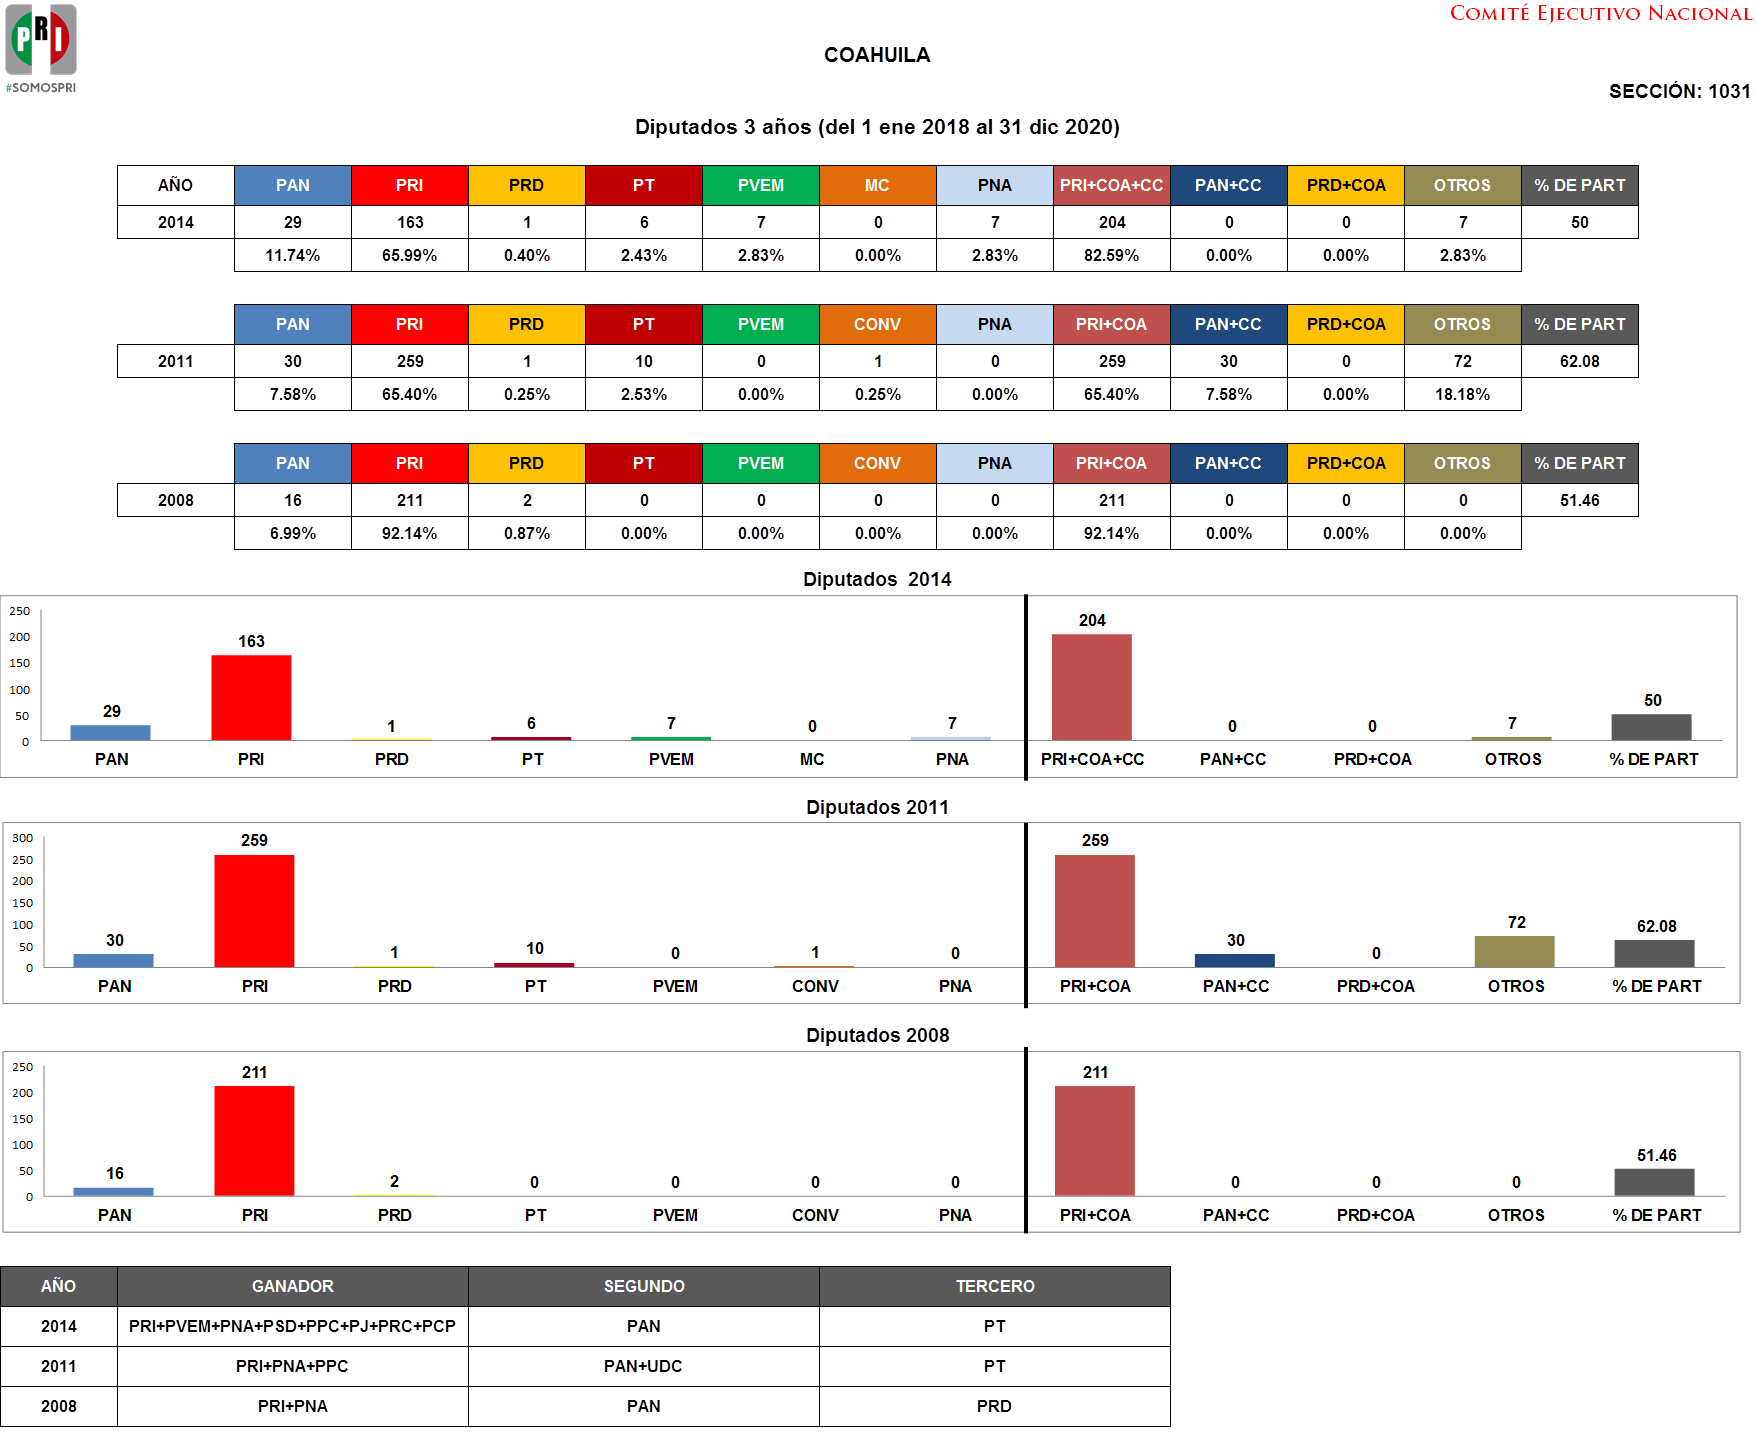 PRI
#SOMOSPRI
COMITÉ EJECUTIVO NACIONAL
COAHUILA
SECCIÓN: 1031
Diputados 3 años (del 1 ene 2018 al 31 dic 2020)
AÑO PAN PRI PRD PT PVEM MC PNA PRI+COA+CC PAN+CC PRD+COA OTROS % DE PART
2014 29 163 1 6 7 0 7 204 0 0 7 50
11.74% 65.99% 0.40% 2.43% 2.83% 0.00% 2.83% 82.59% 0.00% 0.00% 2.83%
PAN PRI PRD PT PVEM CONV PNA PRI+COA PAN+CC PRD+COA OTROS % DE PART
2011 30 259 1 10 0 1 0 259 30 0 72 62.08
7.58% 65.40% 0.25% 2.53% 0.00% 0.25% 0.00% 65.40% 7.58% 0.00% 18.18%
PAN PRI PRD PT PVEM CONV PNA PRI+COA PAN+CC PRD+COA OTROS % DE PART
2008 16 211 2 0 0 0 0 211 0 0 0 51.46
6.99% 92.14% 0.87% 0.00% 0.00% 0.00% 0.00% 92.14% 0.00% 0.00% 0.00%
Diputados 2014
250
200
150
100
50
0
29 163 1 6 7 0 7 204 0 0 7 50
PAN PRI PRD PT PVEM MC PNA PRI+COA+CC PAN+CC PRD+COA OTROS % DE PART
Diputados 2011
300
250
200
150
100
50
0
30 259 1 10 0 1 0 259 30 0 72 62.08
PAN PRI PRD PT PVEM CONV PNA PRI+COA PAN+CC PRD+COA OTROS % DE PART
Diputados 2008
250
200
150
100
50
0
16 211 2 0 0 0 0 211 0 0 0 51.46
PAN PRI PRD PT PVEM CONV PNA PRI+COA PAN+CC PRD+COA OTROS % DE PART
AÑO GANADOR SEGUNDO TERCERO
2014 PRI+PVEM+PNA+PSD+PPC+PJ+PRC+PCP PAN PT
2011 PRI+PNA+PPC PAN+UDC PT
2008 PRI+PNA PAN PRD